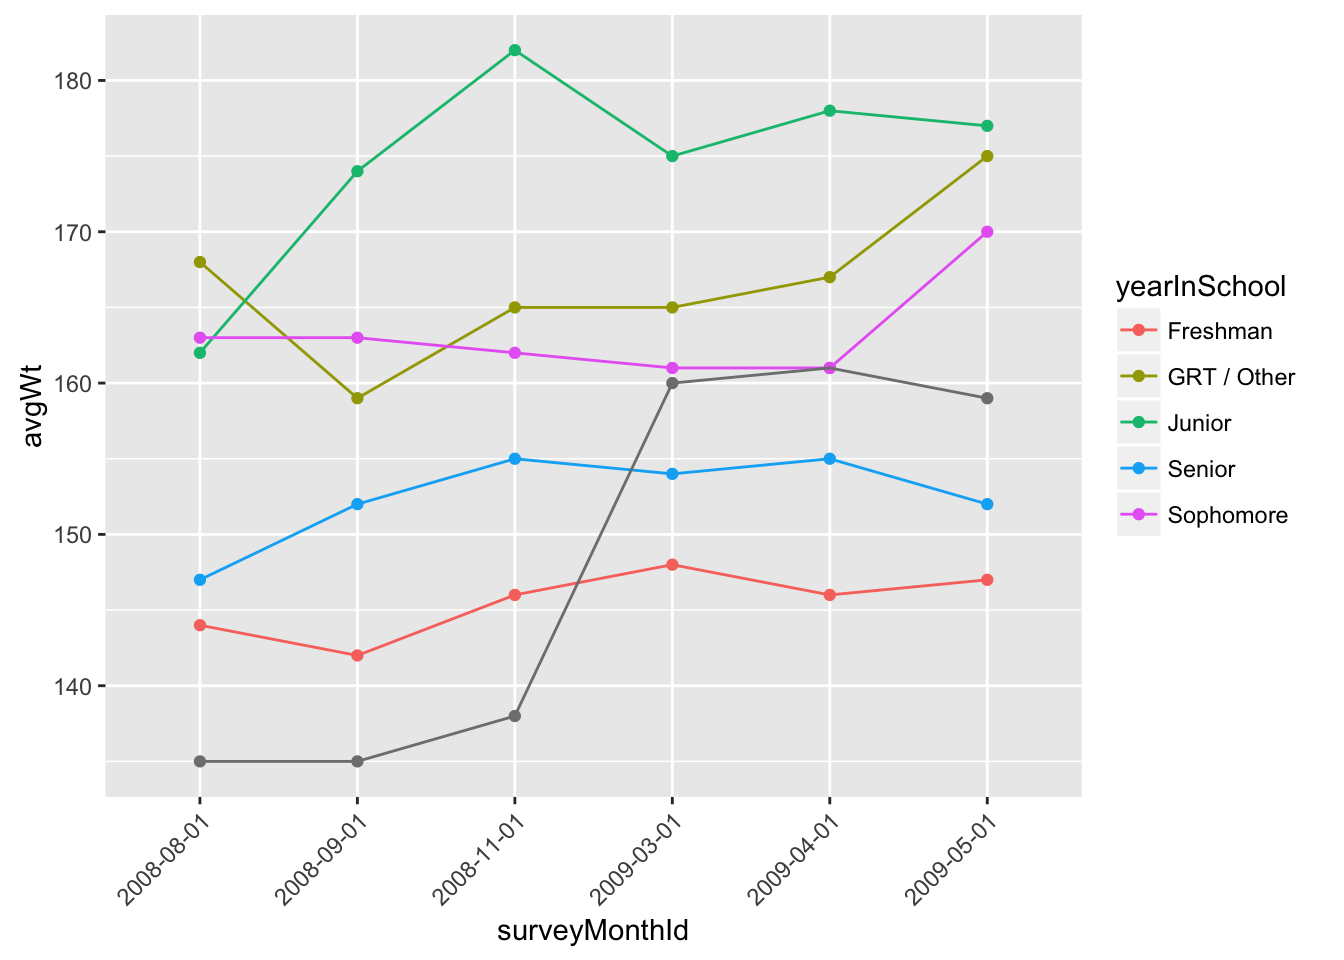 180
170
160
150
140
avgWt
2008-08-01
2008-09-01
2008-11-01
2009-03-01
2009-04-01
2009-05-01
surveyMonthId
yearInSchool
Freshman
GRT / Other
Junior
Senior
Sophomore